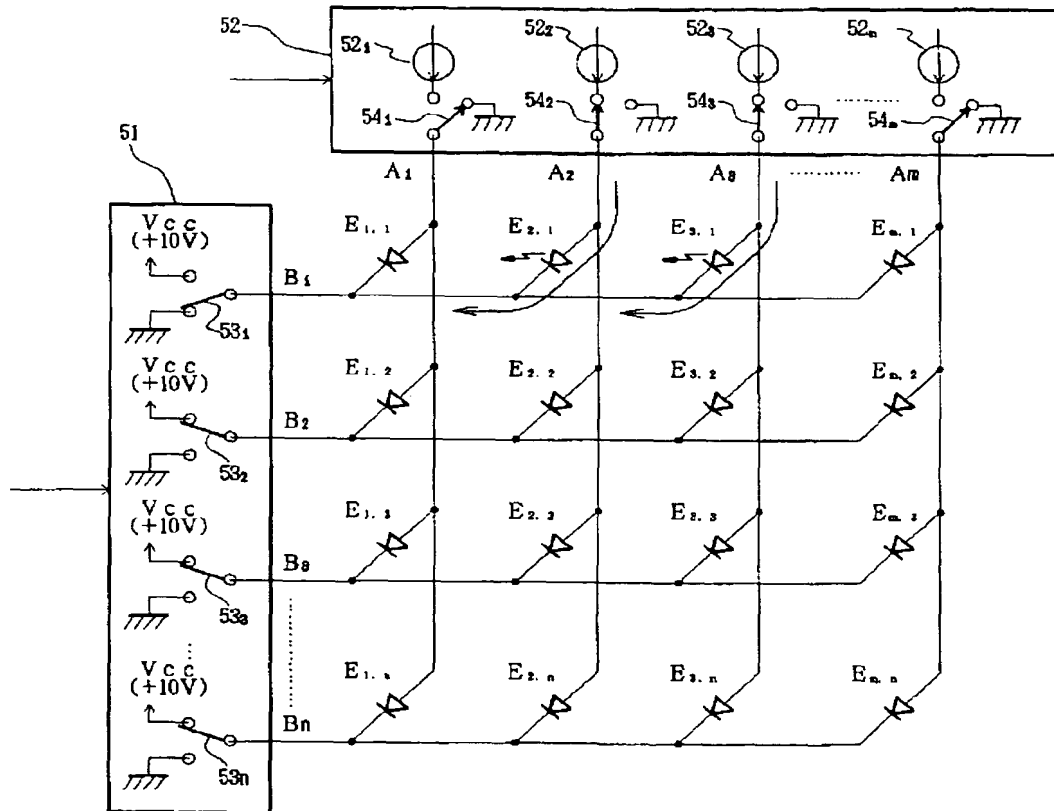 52
52₁ 52₂ 52₃ 52m
54₁ 54₂ 54₃ 54m
51
A₁ A₂ A₃ Am
Vcc
(+10V)
E₁.₁ E₂.₁ E₃.₁ Em.₁
B₁
53₁
Vcc
(+10V)
E₁.₂ E₂.₂ E₃.₂ Em.₂
B₂
53₂
Vcc
(+10V)
E₁.₃ E₂.₃ E₂.₃ Em.₃
B₃
53₃
Vcc
(+10V)
E₁.ₙ E₂.ₙ E₃.ₙ Em.ₙ
Bn
53n